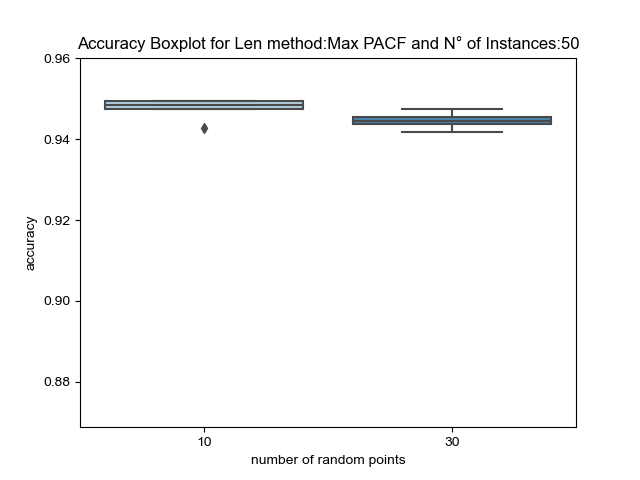 Accuracy Boxplot for Len method:Max PACF and N° of Instances:50
0.96
0.94
0.92
0.90
0.88
accuracy
10 30
number of random points